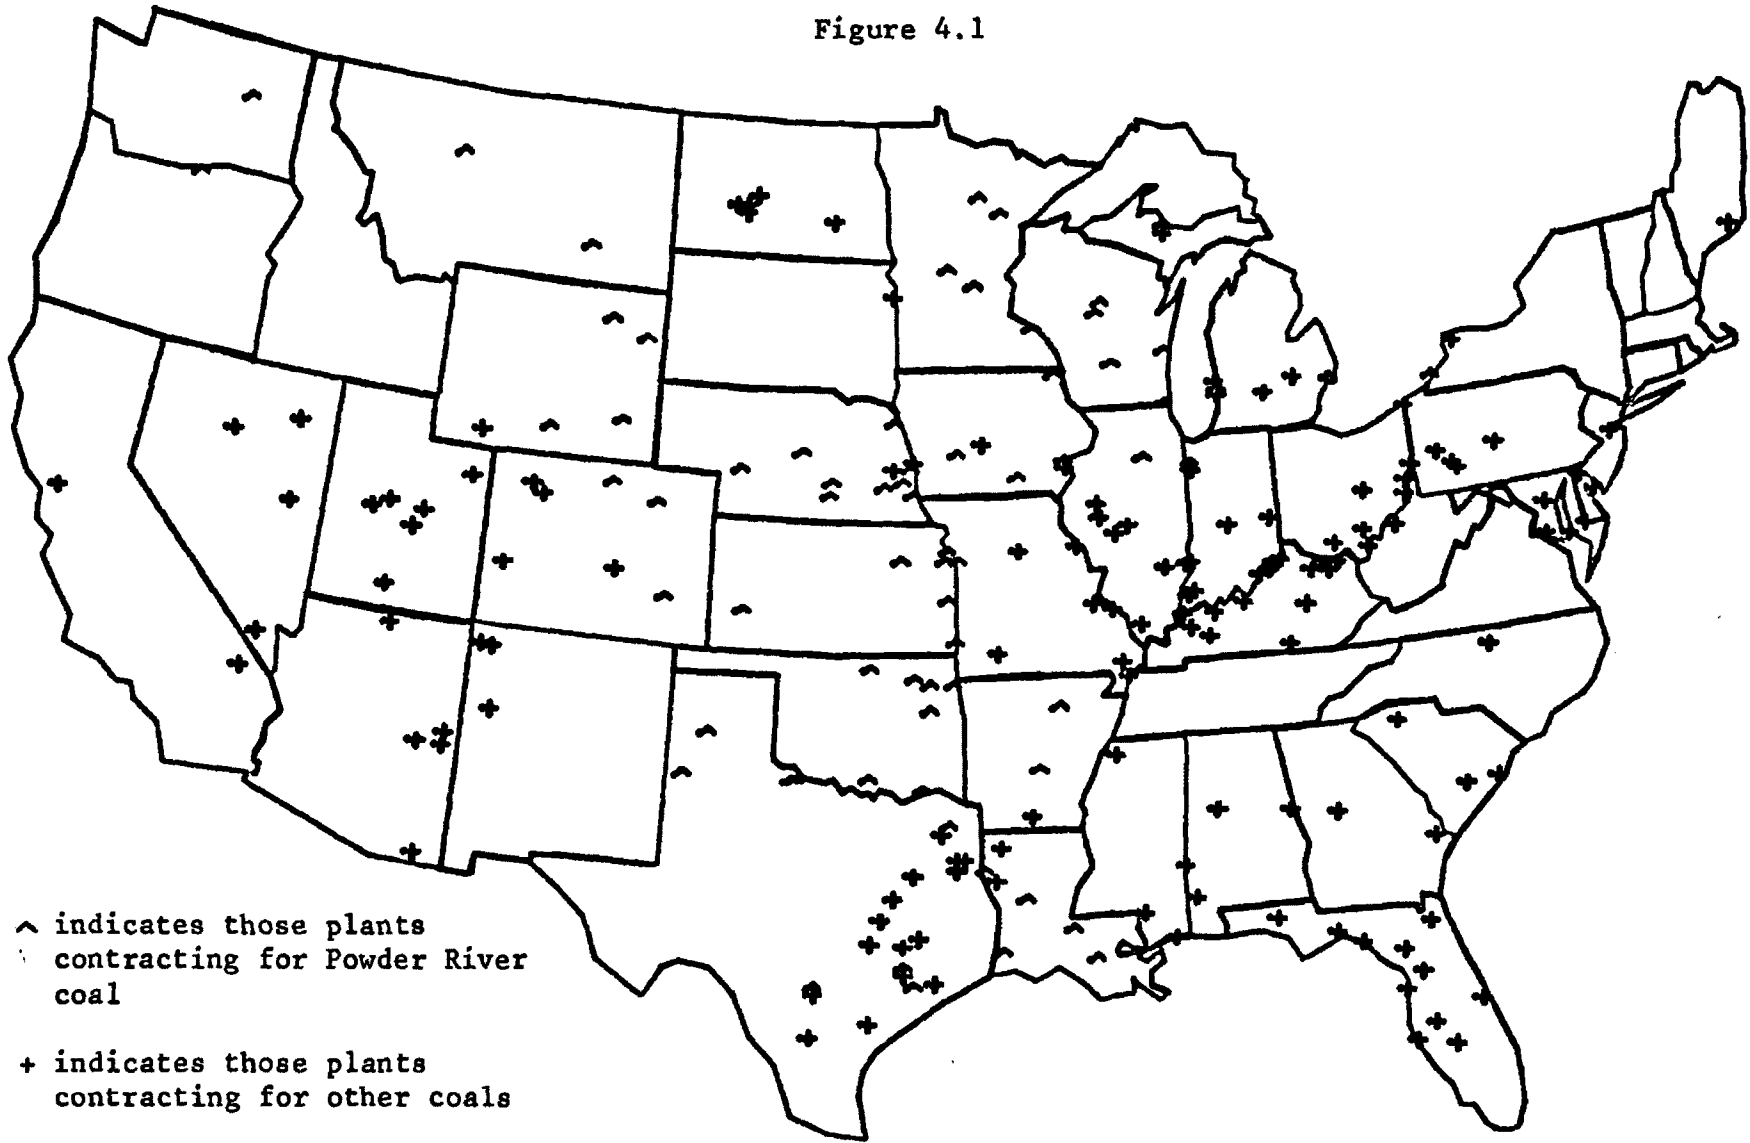 Figure 4.1
^ indicates those plants
contracting for Powder River
coal
+ indicates those plants
contracting for other coals